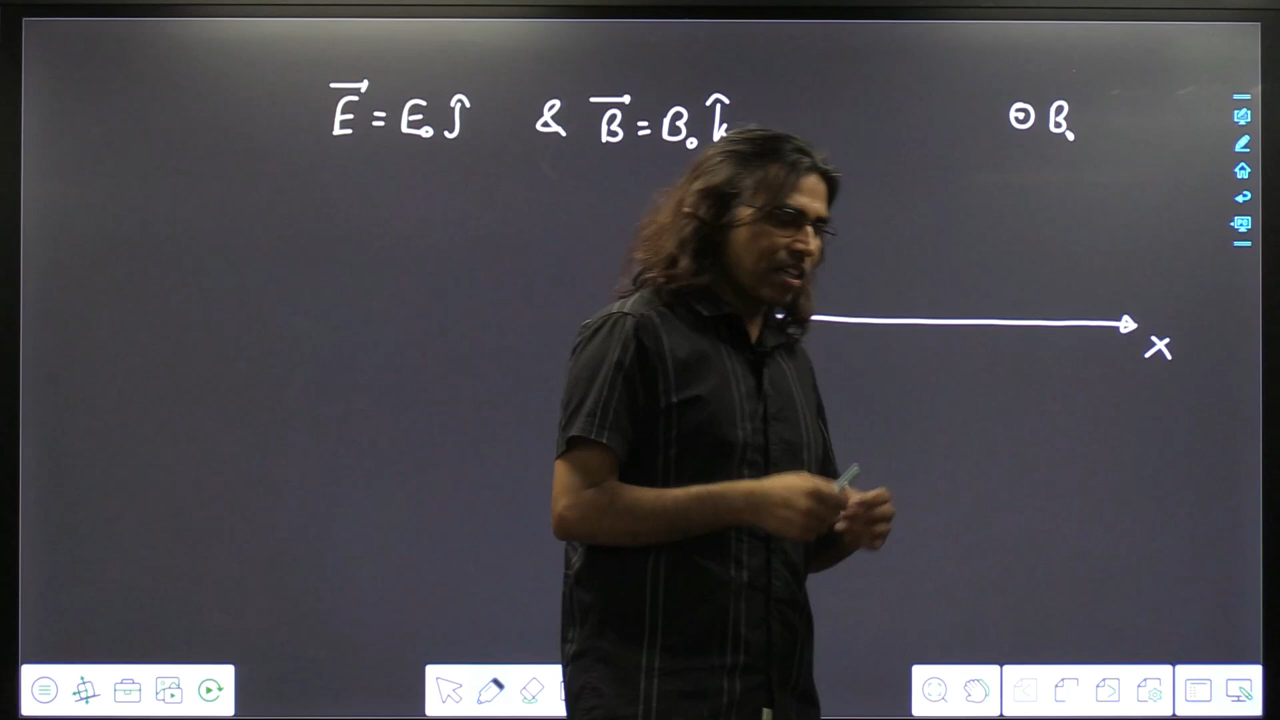 E⃗ = E₀ ĵ & B⃗ = B₀ k̂ ⊙ B₀
x